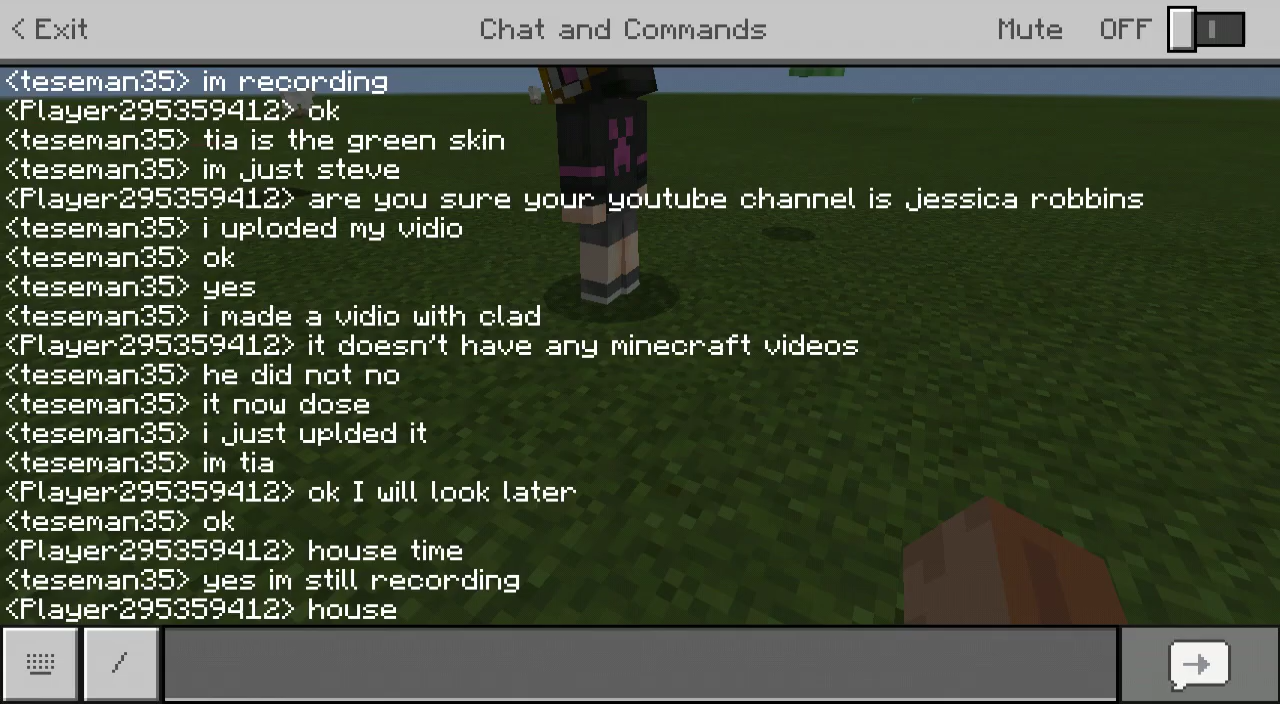 < Exit
Chat and Commands
Mute OFF
<teseman35> im recording
<Player295359412> ok
<teseman35> tia is the green skin
<teseman35> im just steve
<Player295359412> are you sure your youtube channel is jessica robbins
<teseman35> i uploded my vidio
<teseman35> ok
<teseman35> yes
<teseman35> i made a vidio with clad
<Player295359412> it doesn't have any minecraft videos
<teseman35> he did not no
<teseman35> it now dose
<teseman35> i just uplded it
<teseman35> im tia
<Player295359412> ok I will look later
<teseman35> ok
<Player295359412> house time
<teseman35> yes im still recording
<Player295359412> house
/